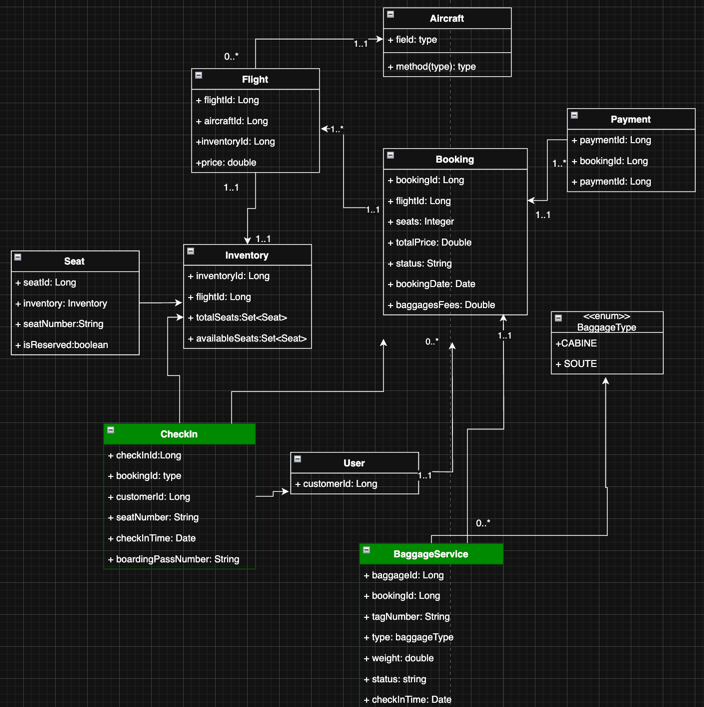 Aircraft
+ field: type
+ method(type): type
1..1
0..*
Flight
+ flightId: Long
+ aircraftId: Long
+inventoryId: Long
+price: double
1..1
1..1
1..*
1..1
Payment
+ paymentId: Long
+ bookingId: Long
+ paymentId: Long
1..*
1..1
Booking
+ bookingId: Long
+ flightId: Long
+ seats: Integer
+ totalPrice: Double
+ status: String
+ bookingDate: Date
+ baggagesFees: Double
Seat
+ seatId: Long
+ inventory: Inventory
+ seatNumber:String
+ isReserved:boolean
Inventory
+ inventoryId: Long
+ flightId: Long
+ totalSeats:Set<Seat>
+ availableSeats:Set<Seat>
<<enum>>
BaggageType
+CABINE
+ SOUTE
1..1
0..*
CheckIn
+ checkInId:Long
+ bookingId: type
+ customerId: Long
+ seatNumber: String
+ checkInTime: Date
+ boardingPassNumber: String
User
+ customerId: Long
1..1
0..*
BaggageService
+ baggageId: Long
+ bookingId: Long
+ tagNumber: String
+ type: baggageType
+ weight: double
+ status: string
+ checkInTime: Date